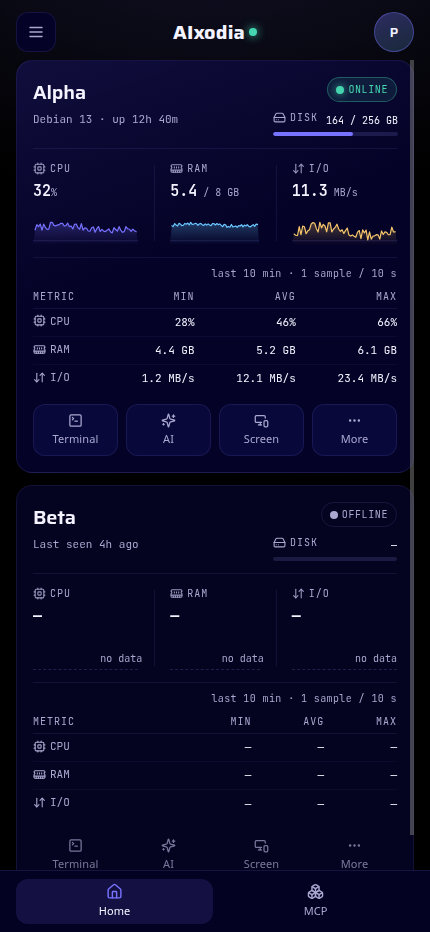 AIxodia
P
Alpha
ONLINE
Debian 13 · up 12h 40m
DISK 164 / 256 GB
CPU RAM I/O
32% 5.4 / 8 GB 11.3 MB/s
last 10 min · 1 sample / 10 s
METRIC MIN AVG MAX
CPU 28% 46% 66%
RAM 4.4 GB 5.2 GB 6.1 GB
I/O 1.2 MB/s 12.1 MB/s 23.4 MB/s
Terminal AI Screen More
Beta
OFFLINE
Last seen 4h ago
DISK —
CPU RAM I/O
— — —
no data no data no data
last 10 min · 1 sample / 10 s
METRIC MIN AVG MAX
CPU — — —
RAM — — —
I/O — — —
Terminal AI Screen More
Home MCP